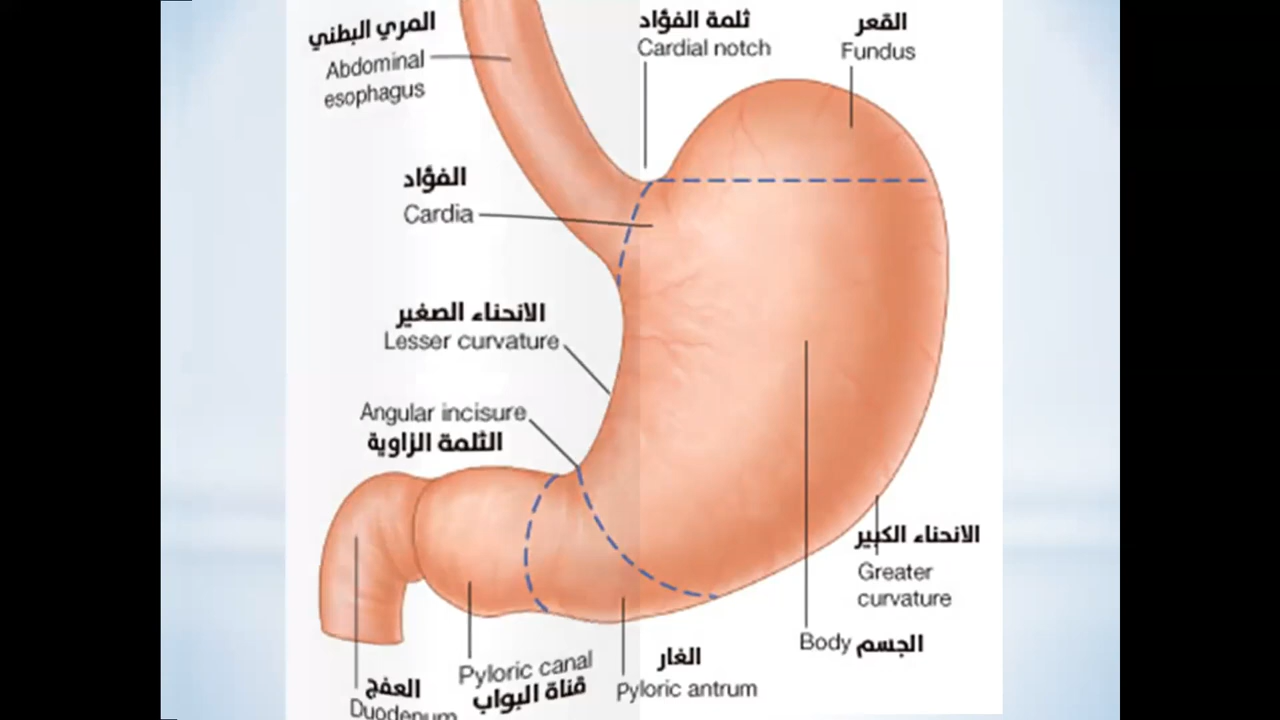 المري البطني
Abdominal
esophagus
ثلمة الفؤاد
Cardial notch
القعر
Fundus
الفؤاد
Cardia
الانحناء الصغير
Lesser curvature
Angular incisure
الثلمة الزاوية
الانحناء الكبير
Greater
curvature
Body الجسم
الغار
Pyloric antrum
Pyloric canal
قناة البواب
العفج
Duodenum